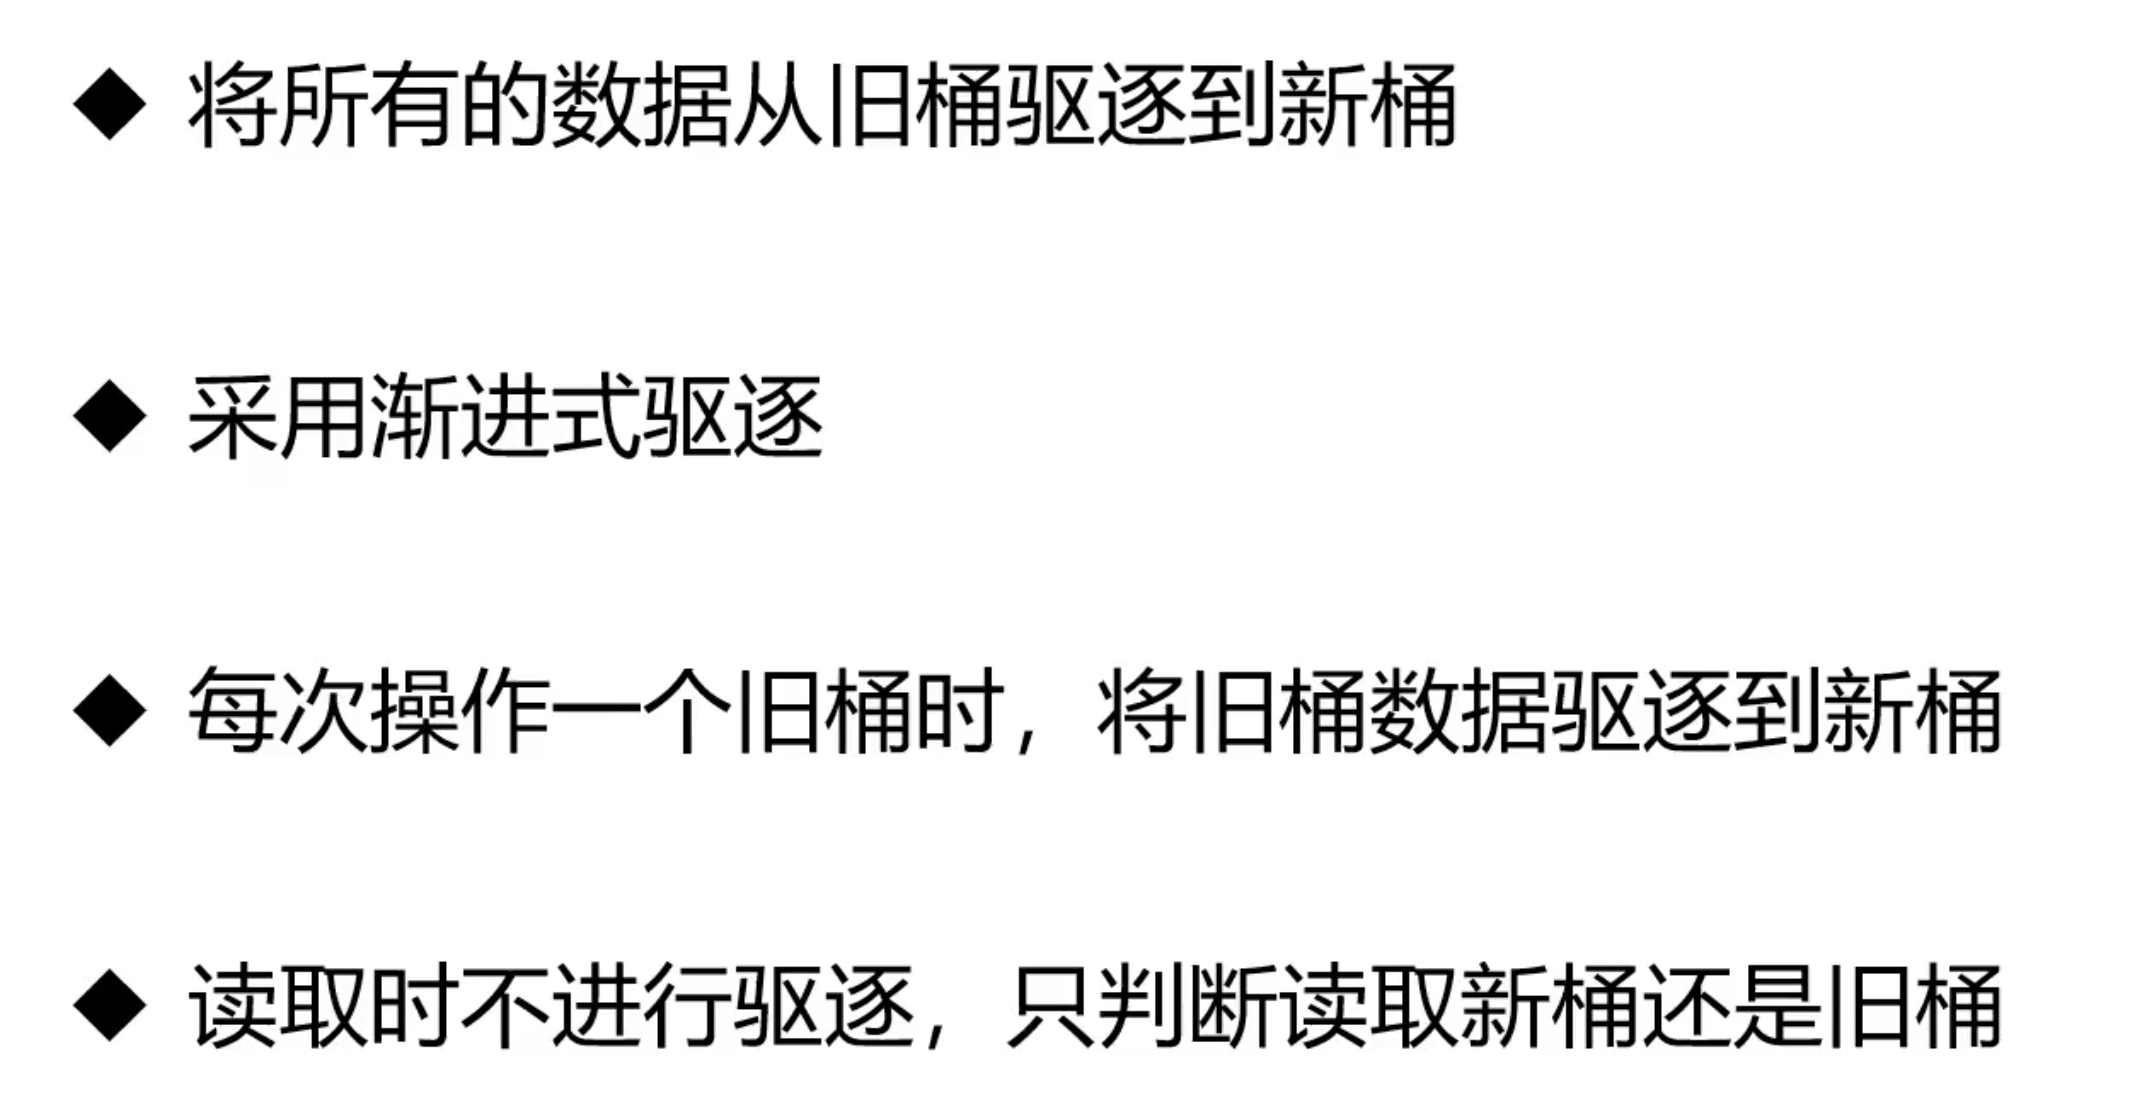 ◆ 将所有的数据从旧桶驱逐到新桶
◆ 采用渐进式驱逐
◆ 每次操作一个旧桶时，将旧桶数据驱逐到新桶
◆ 读取时不进行驱逐，只判断读取新桶还是旧桶